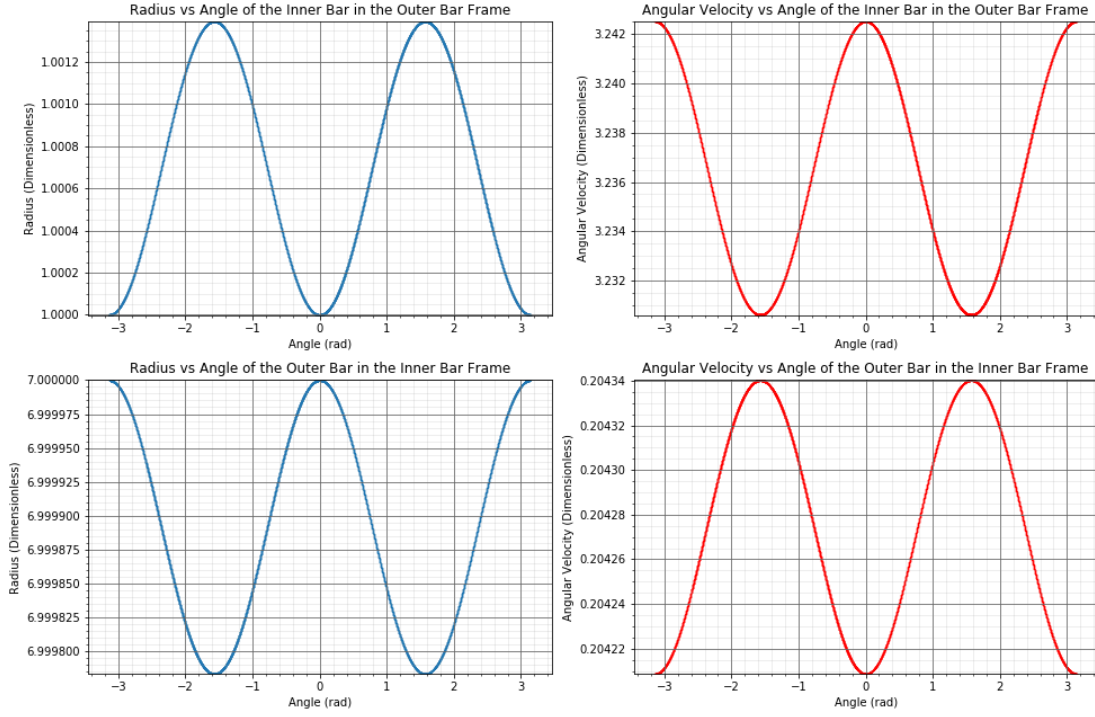 Radius vs Angle of the Inner Bar in the Outer Bar Frame
Radius (Dimensionless)
1.0012
1.0010
1.0008
1.0006
1.0004
1.0002
1.0000
−3 −2 −1 0 1 2 3
Angle (rad)
Angular Velocity vs Angle of the Inner Bar in the Outer Bar Frame
Angular Velocity (Dimensionless)
3.242
3.240
3.238
3.236
3.234
3.232
−3 −2 −1 0 1 2 3
Angle (rad)
Radius vs Angle of the Outer Bar in the Inner Bar Frame
Radius (Dimensionless)
7.000000
6.999975
6.999950
6.999925
6.999900
6.999875
6.999850
6.999825
6.999800
−3 −2 −1 0 1 2 3
Angle (rad)
Angular Velocity vs Angle of the Outer Bar in the Inner Bar Frame
Angular Velocity (Dimensionless)
0.20434
0.20432
0.20430
0.20428
0.20426
0.20424
0.20422
−3 −2 −1 0 1 2 3
Angle (rad)